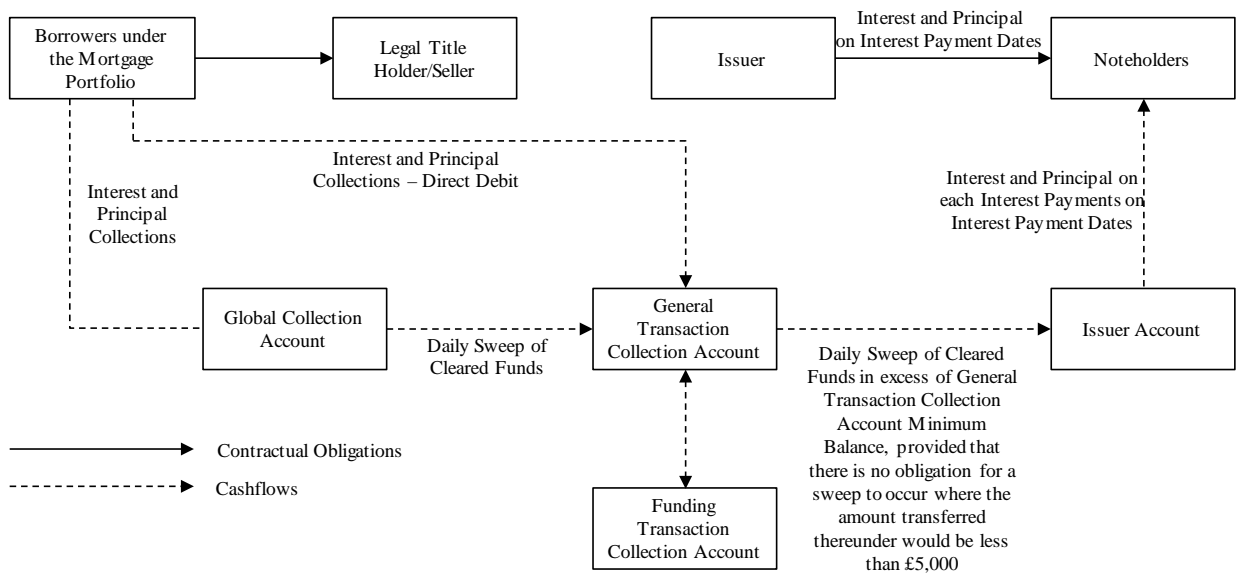 Borrowers under
the Mortgage
Portfolio
Legal Title
Holder/Seller
Issuer
Interest and Principal
on Interest Payment Dates
Noteholders
Interest and Principal
Collections – Direct Debit
Interest and
Principal
Collections
Interest and Principal on
each Interest Payments on
Interest Payment Dates
Global Collection
Account
Daily Sweep of
Cleared Funds
General
Transaction
Collection Account
Daily Sweep of Cleared
Funds in excess of General
Transaction Collection
Account Minimum
Balance, provided that
there is no obligation for a
sweep to occur where the
amount transferred
thereunder would be less
than £5,000
Issuer Account
Contractual Obligations
Cashflows
Funding
Transaction
Collection Account